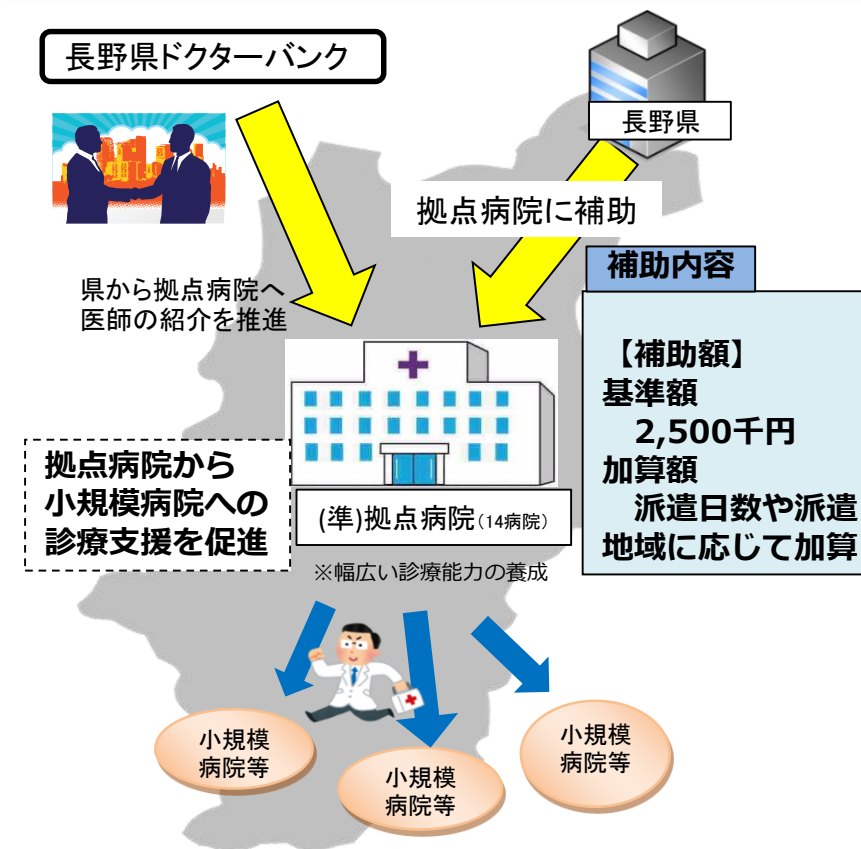 長野県ドクターバンク
長野県
拠点病院に補助
県から拠点病院へ
医師の紹介を推進
補助内容
【補助額】
基準額
2,500千円
加算額
派遣日数や派遣
地域に応じて加算
拠点病院から
小規模病院への
診療支援を促進
(準)拠点病院(14病院)
※幅広い診療能力の養成
小規模
病院等
小規模
病院等
小規模
病院等